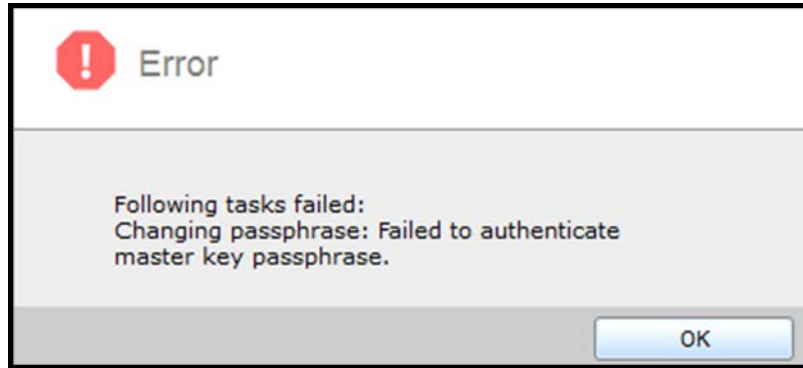 Error
Following tasks failed:
Changing passphrase: Failed to authenticate
master key passphrase.
OK